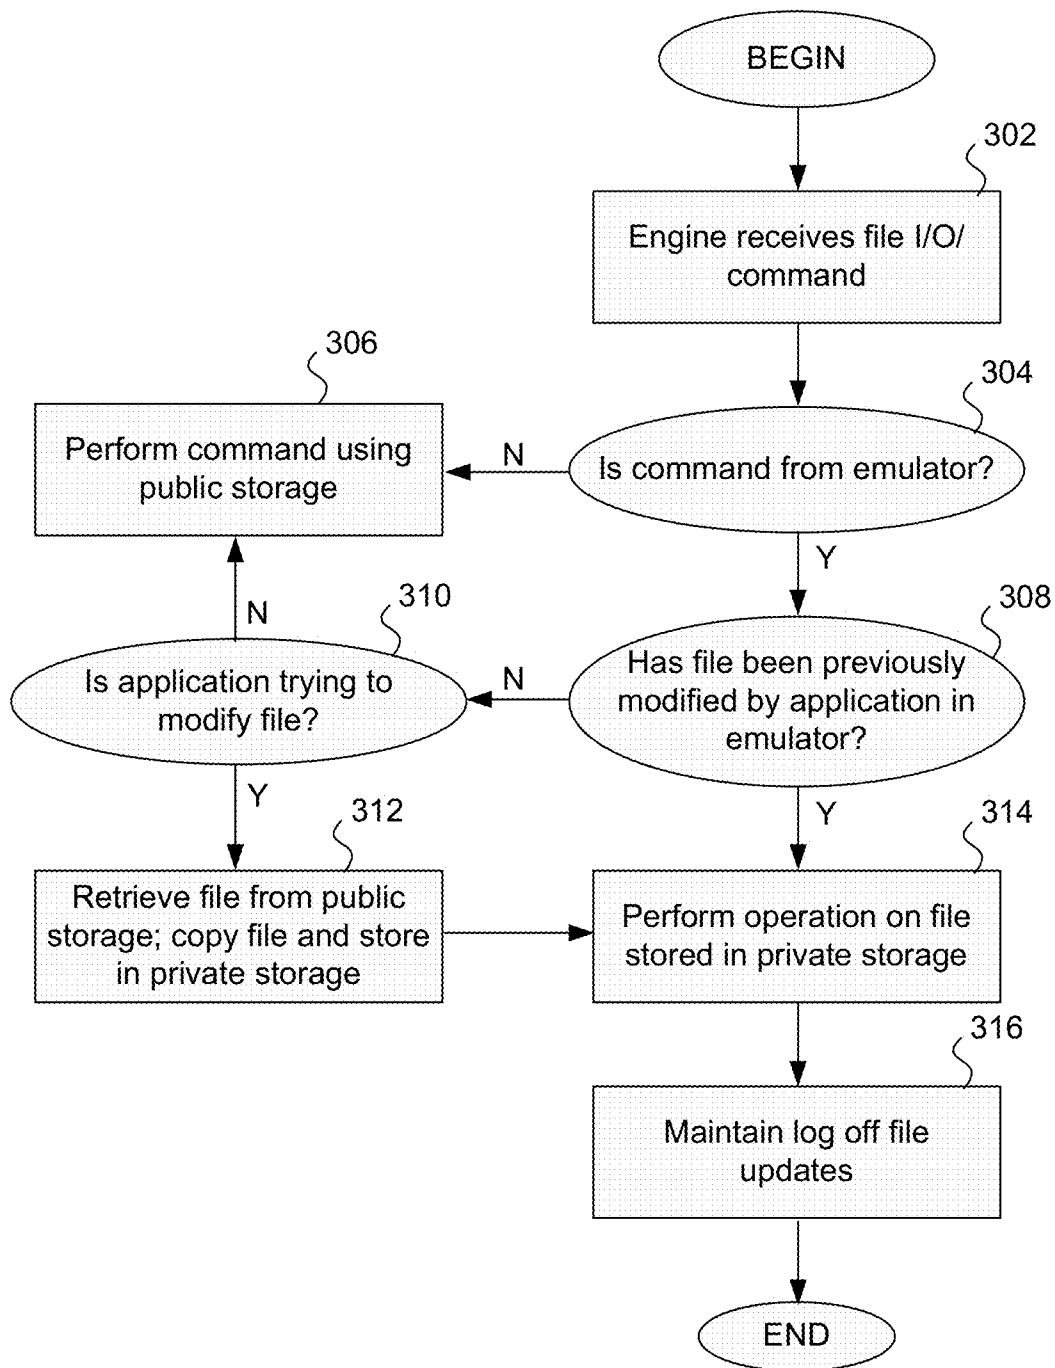 BEGIN
302
Engine receives file I/O/
command
306
304
Perform command using
public storage
N
Is command from emulator?
Y
310
308
N
Is application trying to
modify file?
N
Has file been previously
modified by application in
emulator?
Y
Y
312
314
Retrieve file from public
storage; copy file and store
in private storage
Perform operation on file
stored in private storage
316
Maintain log off file
updates
END